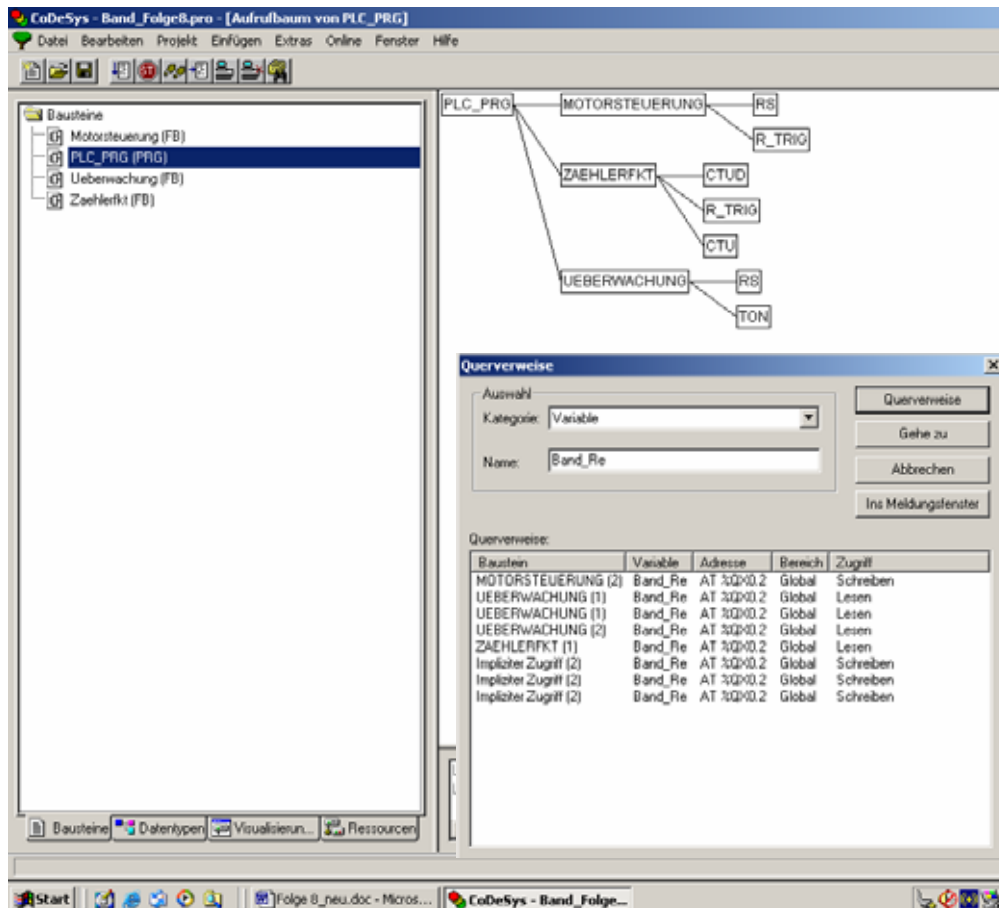 CoDeSys - Band_Folge8.pro - [Aufrufbaum von PLC_PRG]
Datei Bearbeiten Projekt Einfügen Extras Online Fenster Hilfe
Bausteine
Motorsteuerung (FB)
PLC_PRG (PRG)
Ueberwachung (FB)
Zaehlerfkt (FB)
PLC_PRG MOTORSTEUERUNG RS
R_TRIG
ZAEHLERFKT CTUD
R_TRIG
CTU
UEBERWACHUNG RS
TON
Querverweise
Auswahl
Kategorie: Variable
Name: Band_Re
Querverweise
Gehe zu
Abbrechen
Ins Meldungsfenster
Querverweise:
Baustein Variable Adresse Bereich Zugriff
MOTORSTEUERUNG (2) Band_Re AT %QX0.2 Global Schreiben
UEBERWACHUNG (1) Band_Re AT %QX0.2 Global Lesen
UEBERWACHUNG (1) Band_Re AT %QX0.2 Global Lesen
UEBERWACHUNG (2) Band_Re AT %QX0.2 Global Lesen
ZAEHLERFKT (1) Band_Re AT %QX0.2 Global Lesen
Impliziter Zugriff (2) Band_Re AT %QX0.2 Global Schreiben
Impliziter Zugriff (2) Band_Re AT %QX0.2 Global Schreiben
Impliziter Zugriff (2) Band_Re AT %QX0.2 Global Schreiben
Bausteine Datentypen Visualisierun... Ressourcen
Start Folge 8_neu.doc - Micros... CoDeSys - Band_Folge...